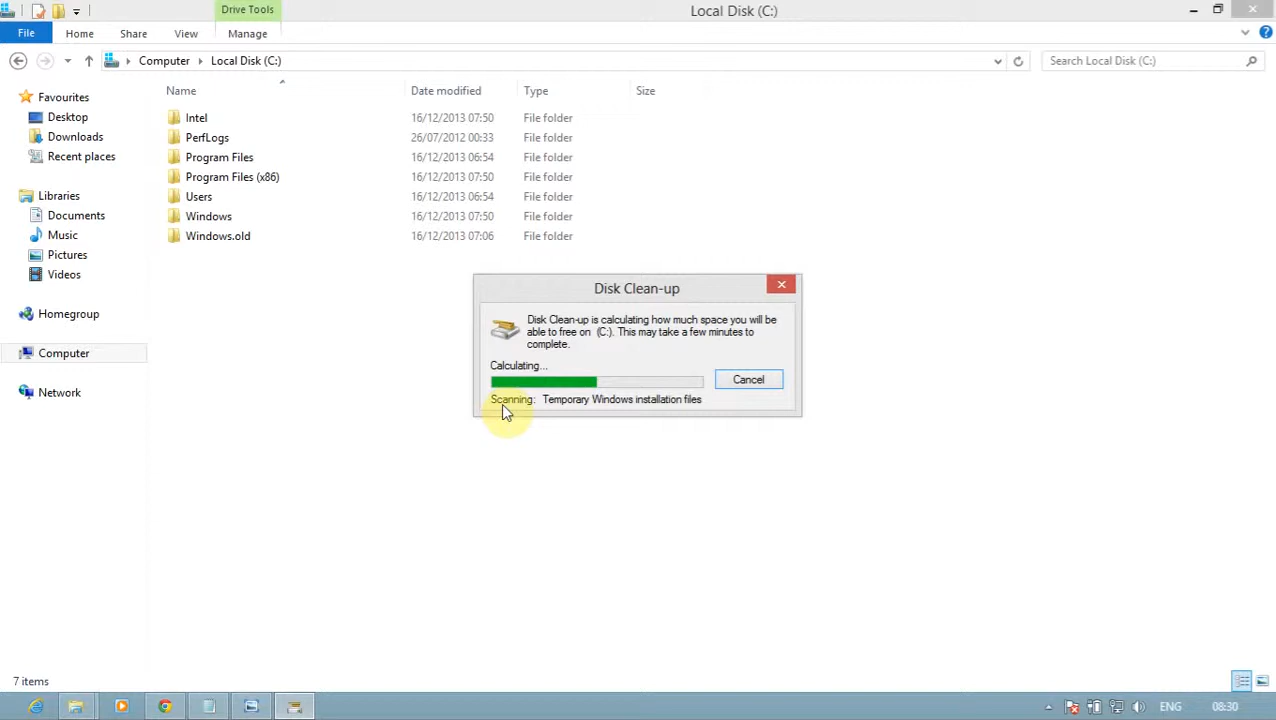 Drive Tools
Local Disk (C:)
File Home Share View Manage
Computer Local Disk (C:)
Search Local Disk (C:)
Name Date modified Type Size
Favourites
Desktop
Downloads
Recent places
Libraries
Documents
Music
Pictures
Videos
Homegroup
Computer
Network
Intel 16/12/2013 07:50 File folder
PerfLogs 26/07/2012 00:33 File folder
Program Files 16/12/2013 06:54 File folder
Program Files (x86) 16/12/2013 07:50 File folder
Users 16/12/2013 06:54 File folder
Windows 16/12/2013 07:50 File folder
Windows.old 16/12/2013 07:06 File folder
Disk Clean-up
Disk Clean-up is calculating how much space you will be
able to free on (C:). This may take a few minutes to
complete.
Calculating...
Cancel
Scanning: Temporary Windows installation files
7 items
ENG 08:30